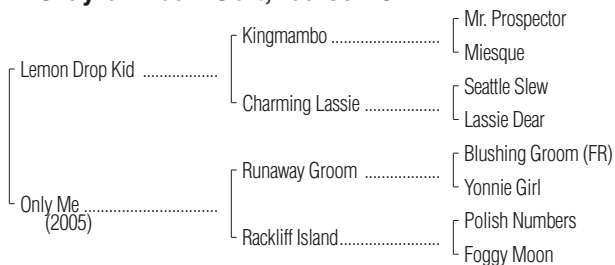 Mr. Prospector
Kingmambo ........................
Miesque
Lemon Drop Kid .................
Seattle Slew
Charming Lassie .................
Lassie Dear
Blushing Groom (FR)
Runaway Groom .................
Yonnie Girl
Only Me ..............................
(2005)
Polish Numbers
Rackliff Island......................
Foggy Moon